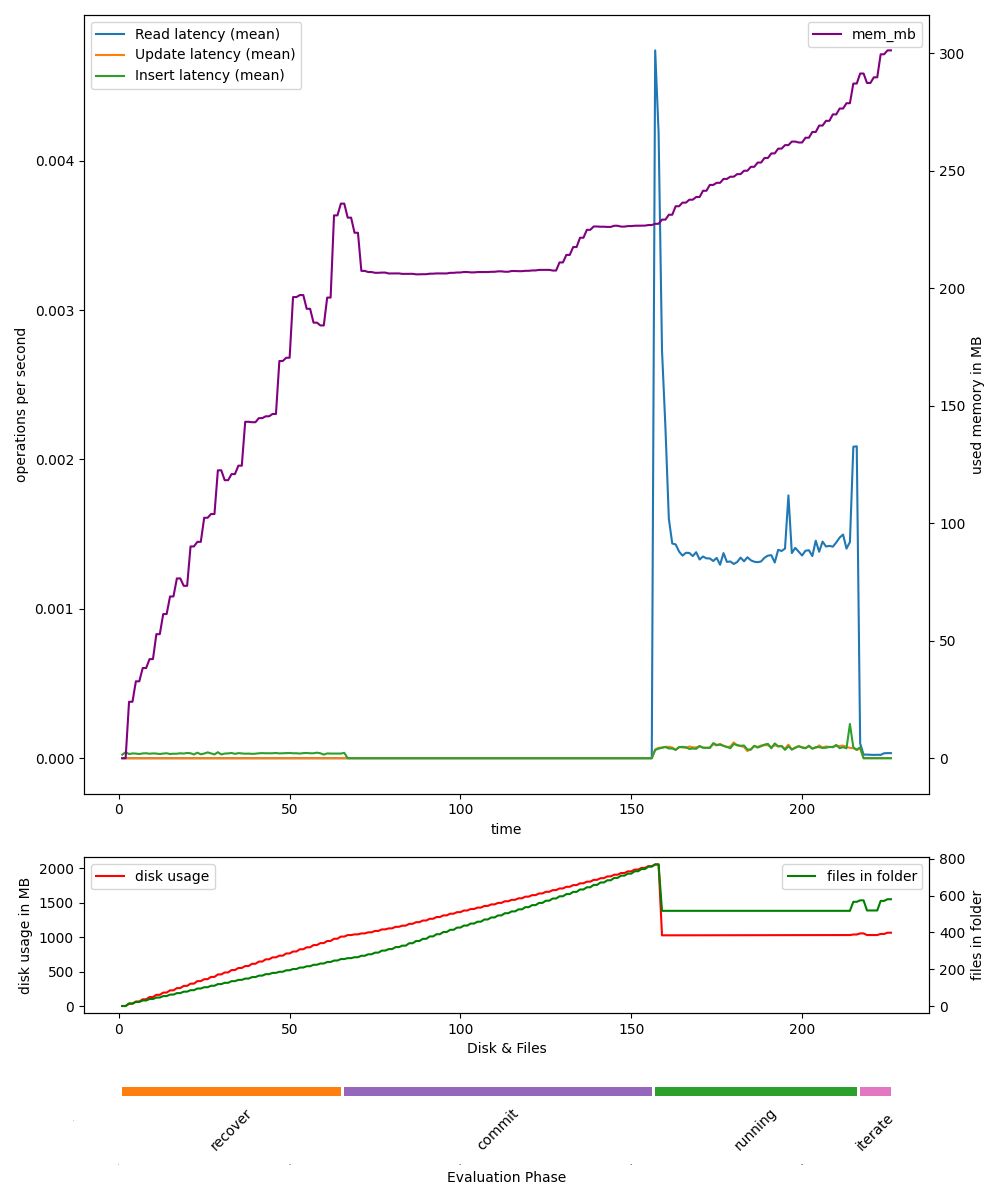 Read latency (mean)
Update latency (mean)
Insert latency (mean)
mem_mb
0.004
0.003
0.002
0.001
0.000
operations per second
300
250
200
150
100
50
0
used memory in MB
0 50 100 150 200
time
disk usage
files in folder
2000
1500
1000
500
0
disk usage in MB
800
600
400
200
0
files in folder
0 50 100 150 200
Disk & Files
recover
commit
running
iterate
Evaluation Phase